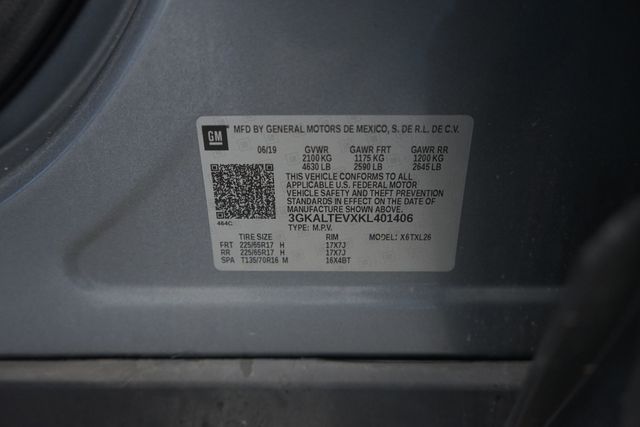 GM MFD BY GENERAL MOTORS DE MEXICO, S. DE R.L. DE C.V.
06/19 GVWR GAWR FRT GAWR RR
2100 KG 1175 KG 1200 KG
4630 LB 2590 LB 2645 LB
THIS VEHICLE CONFORMS TO ALL
APPLICABLE U.S. FEDERAL MOTOR
VEHICLE SAFETY AND THEFT PREVENTION
STANDARDS IN EFFECT ON THE DATE OF
MANUFACTURE SHOWN ABOVE.
464C. 3GKALTEVXKL401406
TYPE: M.P.V.
TIRE SIZE RIM MODEL: X6TXL26
FRT 225/65R17 H 17X7J
RR 225/65R17 H 17X7J
SPA T135/70R16 M 16X4BT